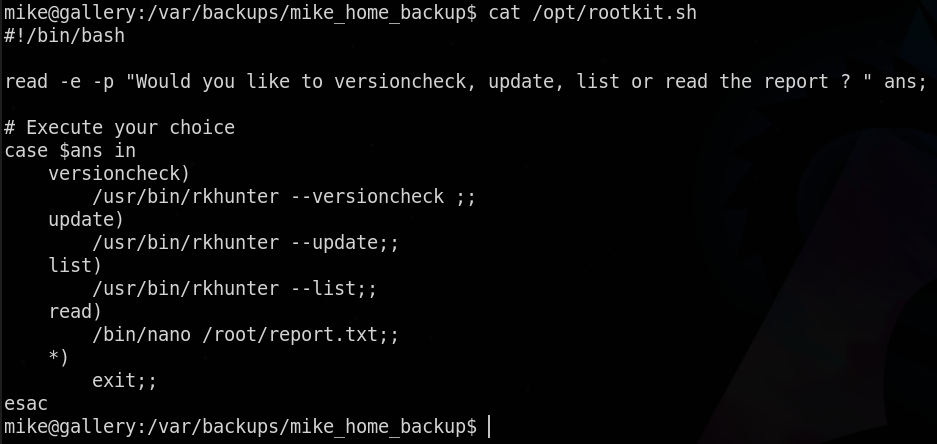 mike@gallery:/var/backups/mike_home_backup$ cat /opt/rootkit.sh
#!/bin/bash

read -e -p "Would you like to versioncheck, update, list or read the report ? " ans;

# Execute your choice
case $ans in
    versioncheck)
        /usr/bin/rkhunter --versioncheck ;;
    update)
        /usr/bin/rkhunter --update;;
    list)
        /usr/bin/rkhunter --list;;
    read)
        /bin/nano /root/report.txt;;
    *)
        exit;;
esac
mike@gallery:/var/backups/mike_home_backup$